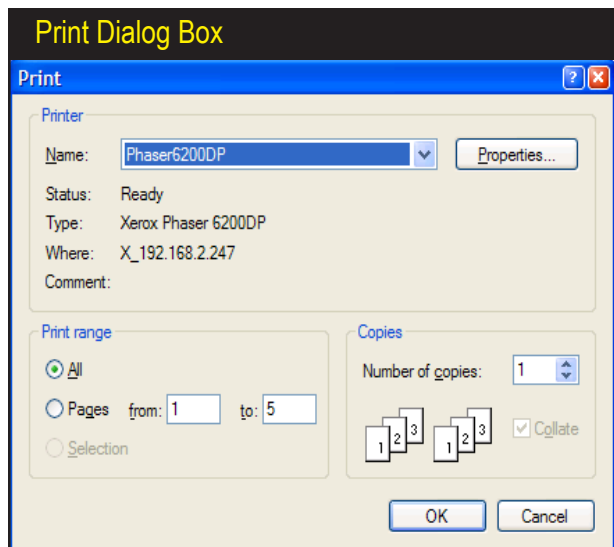 Print Dialog Box
Print
Printer
Name: Phaser6200DP Properties...
Status: Ready
Type: Xerox Phaser 6200DP
Where: X_192.168.2.247
Comment:
Print range
All
Pages from: 1 to: 5
Selection
Copies
Number of copies: 1
1 2 3 1 2 3
Collate
OK Cancel